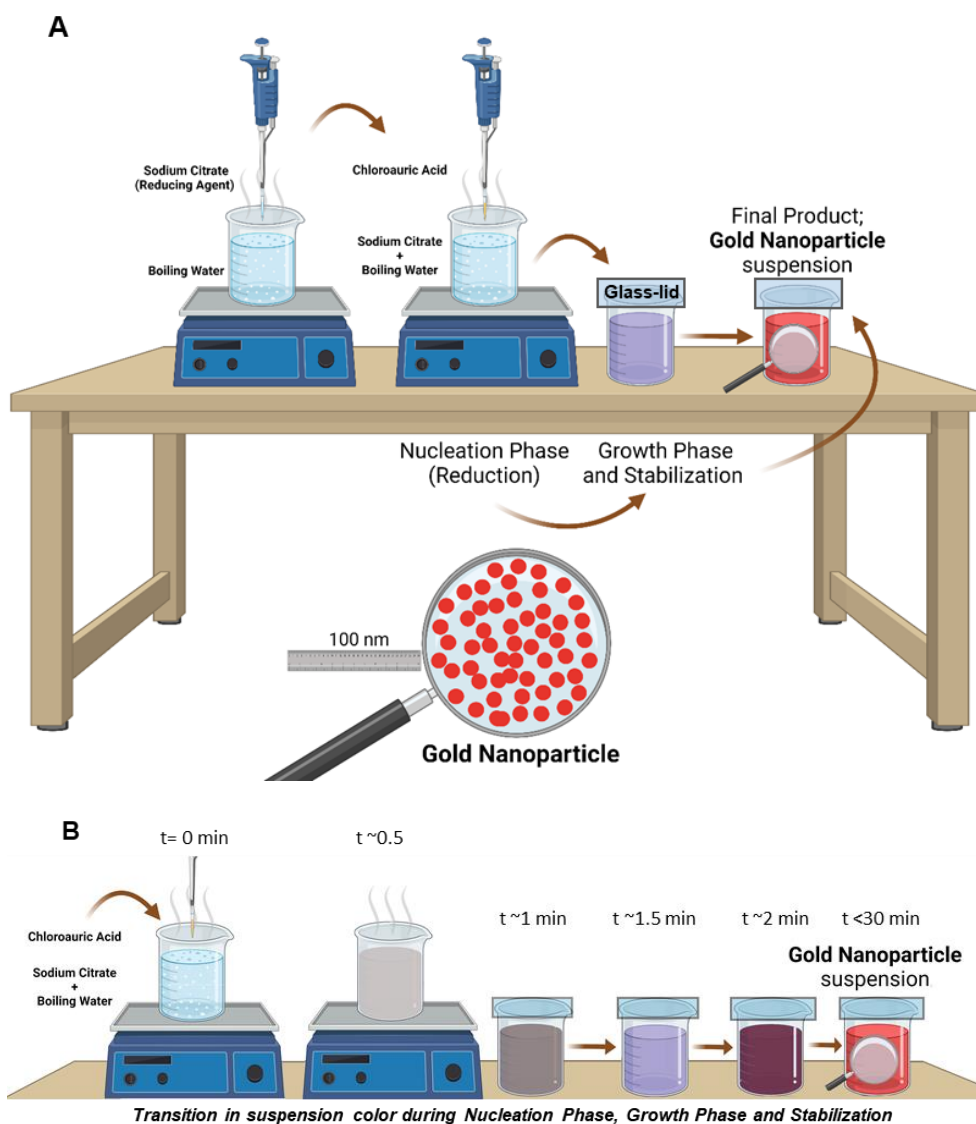 A
Sodium Citrate
(Reducing Agent)
Boiling Water
Chloroauric Acid
Sodium Citrate
+
Boiling Water
Glass-lid
Final Product;
Gold Nanoparticle
suspension
Nucleation Phase
(Reduction)
Growth Phase
and Stabilization
100 nm
Gold Nanoparticle
B
t= 0 min
t ~0.5
t ~1 min
t ~1.5 min
t ~2 min
t <30 min
Chloroauric Acid
Sodium Citrate
+
Boiling Water
Gold Nanoparticle
suspension
Transition in suspension color during Nucleation Phase, Growth Phase and Stabilization